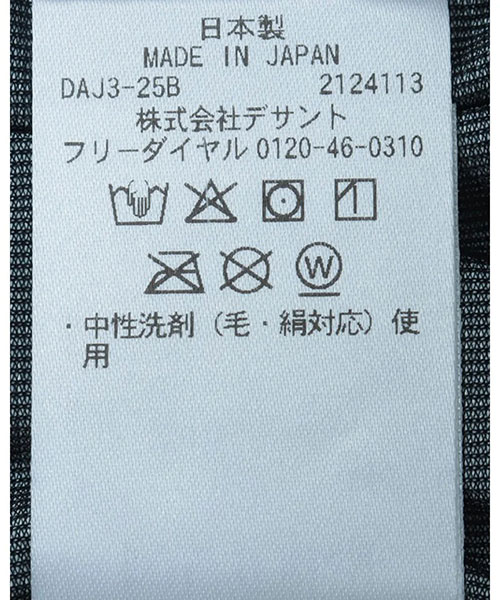 日本製
MADE IN JAPAN
DAJ3-25B 2124113
株式会社デサント
フリーダイヤル 0120-46-0310
W
・中性洗剤（毛・絹対応）使
用